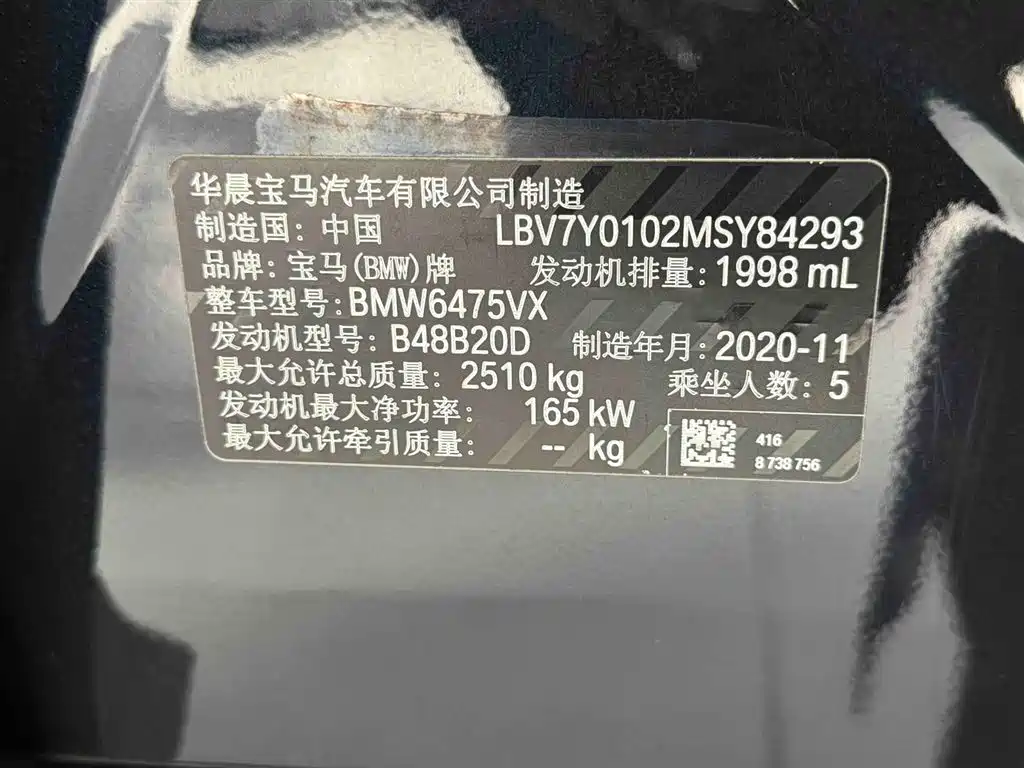 华晨宝马汽车有限公司制造
制造国: 中国 LBV7Y0102MSY84293
品牌: 宝马(BMW)牌 发动机排量: 1998 mL
整车型号: BMW6475VX
发动机型号: B48B20D 制造年月: 2020-11
最大允许总质量: 2510 kg 乘坐人数: 5
发动机最大净功率: 165 kW
最大允许牵引质量: -- kg
416
8 738 756